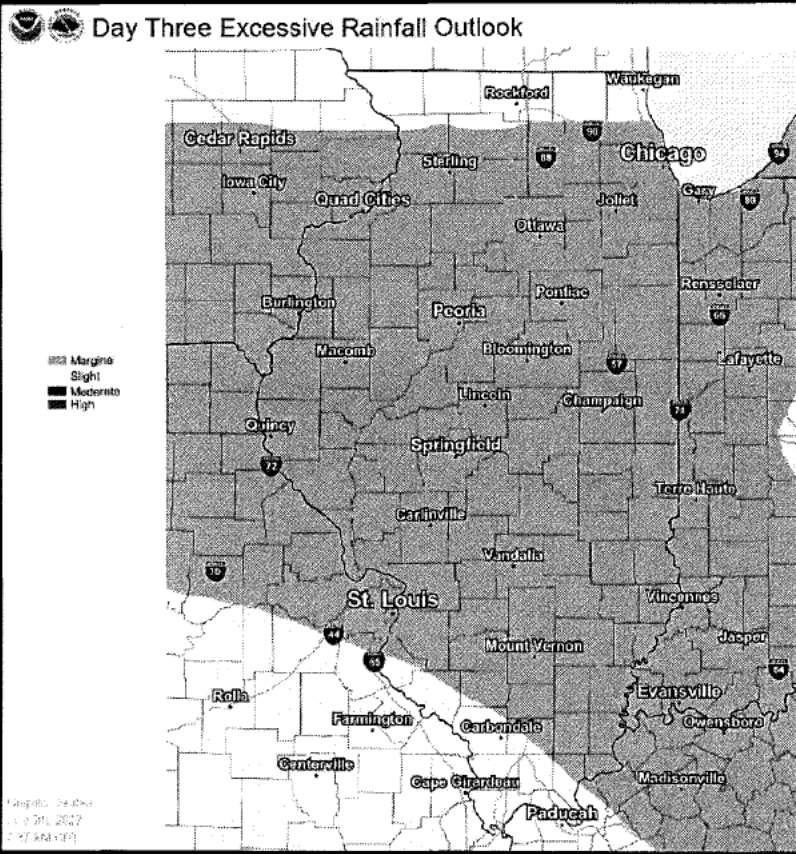 Day Three Excessive Rainfall Outlook
Waukegan
Rockford
90
Cedar Rapids
Chicago
Sterling
88
94
Iowa City
Gary
Quad Cities
Joliet
80
Ottawa
Rensselaer
Pontiac
Burlington
Peoria
65
Macomb
Bloomington
Lafayette
57
Marginal
Slight
Moderate
High
Lincoln
Champaign
74
Quincy
Springfield
72
Terre Haute
Carlinville
Vandalia
70
St. Louis
Vincennes
44
Jasper
Mount Vernon
55
64
Rolla
Evansville
Farmington
Carbondale
Owensboro
Centerville
Cape Girardeau
Madisonville
Paducah